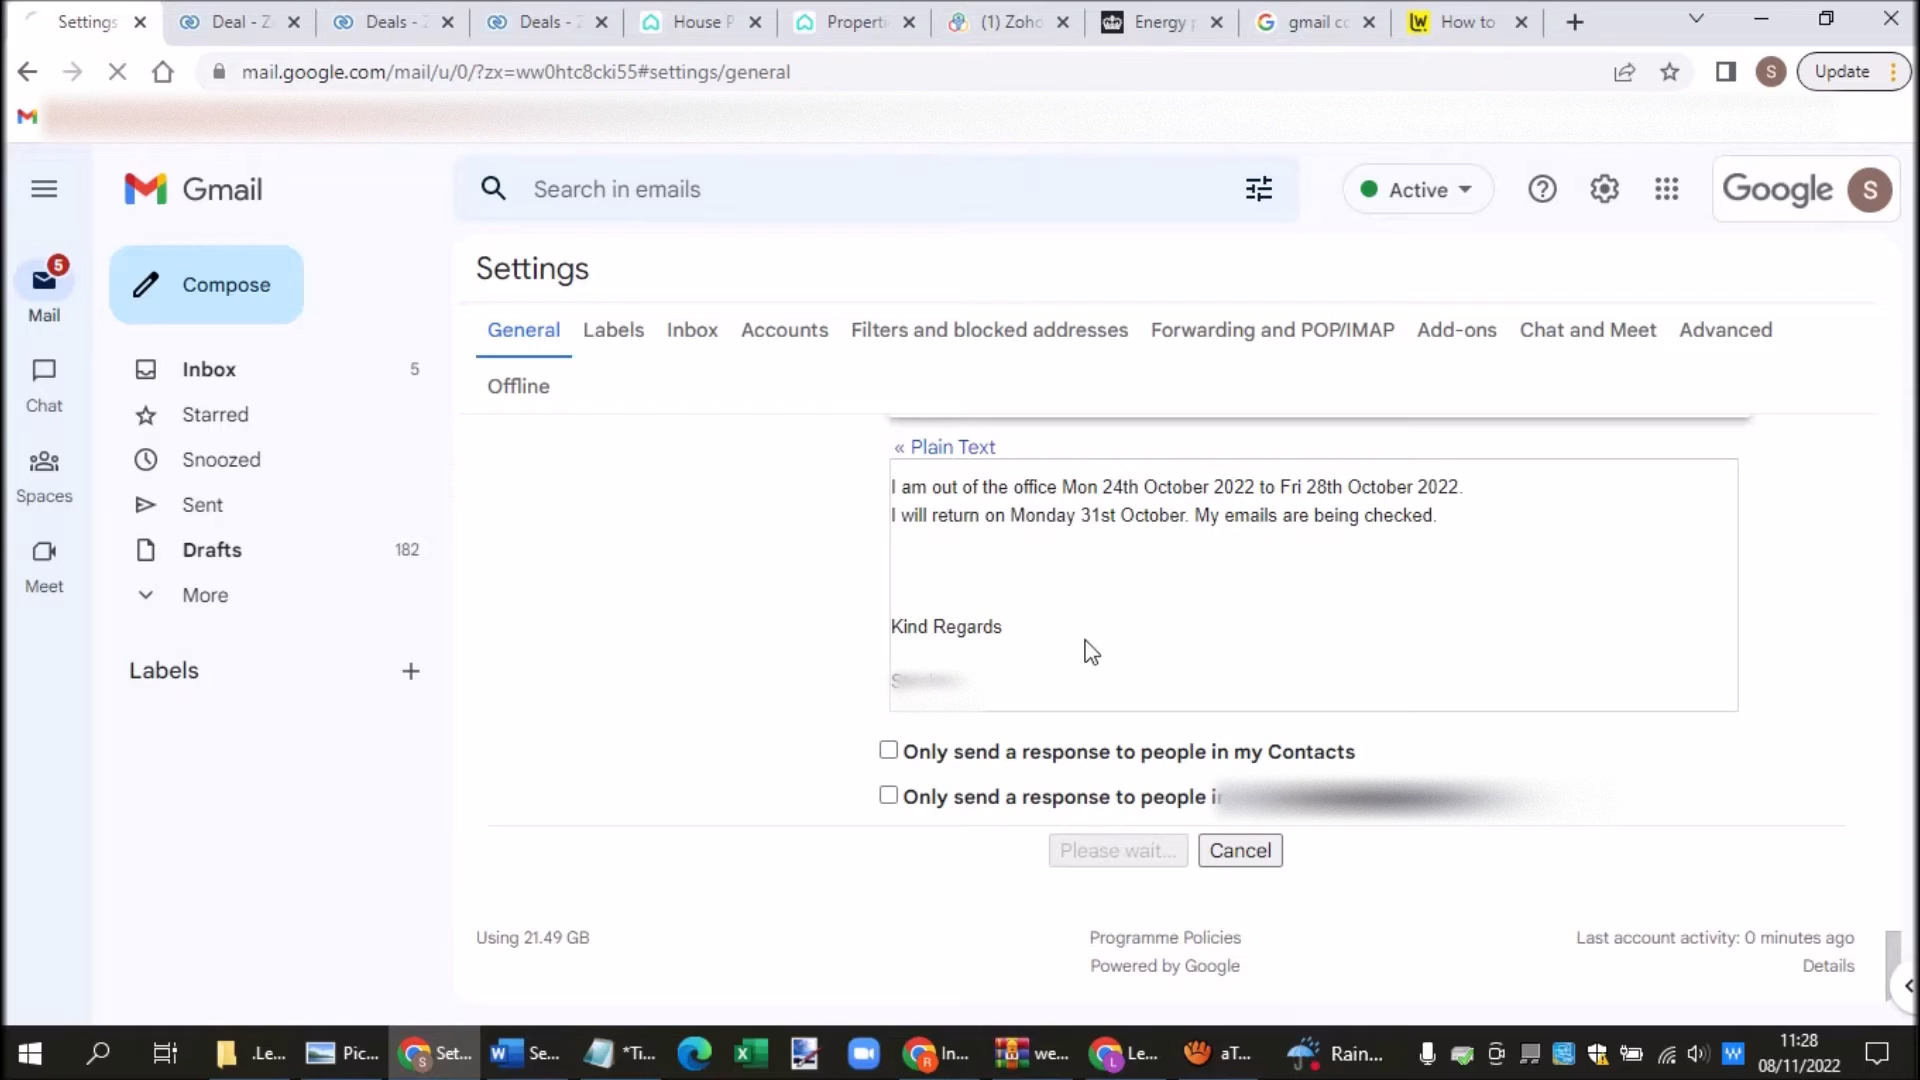 Settings
Deal - Z
Deals - Z
Deals - Z
House P
Properti
(1) Zoho
Energy p
gmail co
How to
mail.google.com/mail/u/0/?zx=ww0htc8cki55#settings/general
S
Update
Gmail
Search in emails
Active
Google
S
5
Mail
Chat
Spaces
Meet
Compose
Inbox 5
Starred
Snoozed
Sent
Drafts 182
More
Labels
Settings
General Labels Inbox Accounts Filters and blocked addresses Forwarding and POP/IMAP Add-ons Chat and Meet Advanced
Offline
« Plain Text
I am out of the office Mon 24th October 2022 to Fri 28th October 2022.
I will return on Monday 31st October. My emails are being checked.
Kind Regards
Only send a response to people in my Contacts
Only send a response to people in
Please wait... Cancel
Using 21.49 GB
Programme Policies
Powered by Google
Last account activity: 0 minutes ago
Details
.Le...
Pic...
Set...
Se...
*Ti...
In...
we...
Le...
aT...
Rain...
11:28
08/11/2022